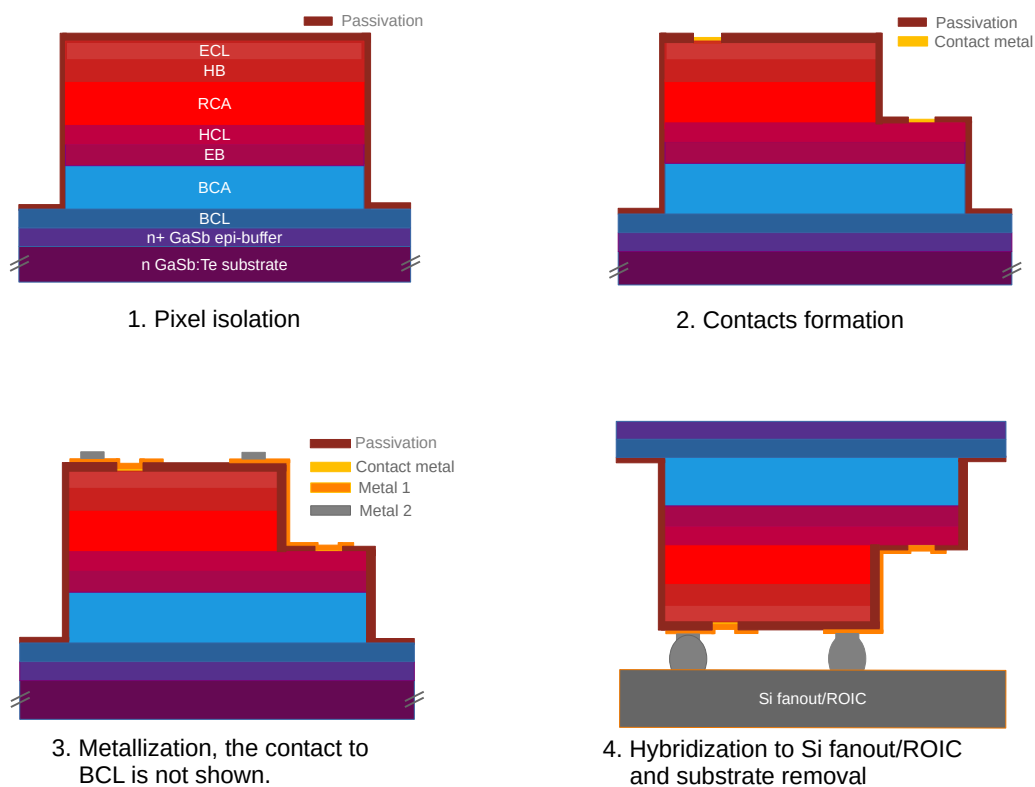 Passivation
ECL
HB
RCA
HCL
EB
BCA
BCL
n+ GaSb epi-buffer
n GaSb:Te substrate
1. Pixel isolation
Passivation
Contact metal
2. Contacts formation
Passivation
Contact metal
Metal 1
Metal 2
3. Metallization, the contact to
BCL is not shown.
Si fanout/ROIC
4. Hybridization to Si fanout/ROIC
and substrate removal